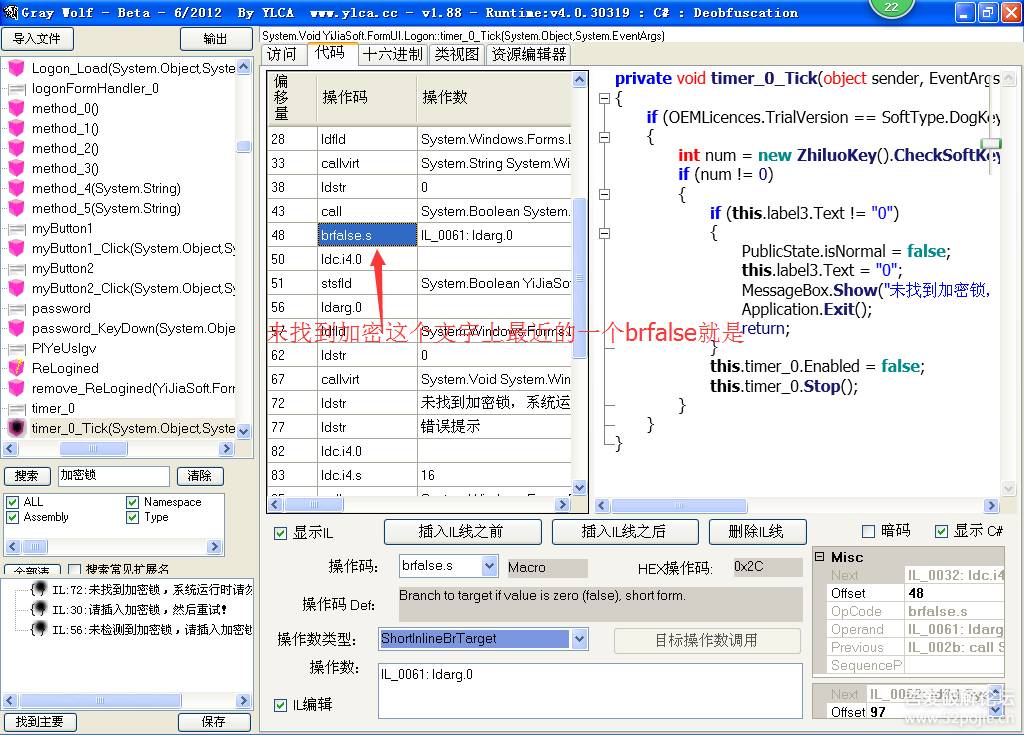 Gray Wolf - Beta - 6/2012 By YLCA www.ylca.cc - v1.88 - Runtime:v4.0.30319 : C# : Deobfuscation
22
导入文件 输出
System.Void YiJiaSoft.FormUI.Logon::timer_0_Tick(System.Object,System.EventArgs)
访问 代码 十六进制 类视图 资源编辑器
Logon_Load(System.Object,Syste
logonFormHandler_0
method_0()
method_1()
method_2()
method_3()
method_4(System.String)
method_5(System.String)
myButton1
myButton1_Click(System.Object,Sy
myButton2
myButton2_Click(System.Object,Sy
password
password_KeyDown(System.Obje
PlYeUslgv
ReLogined
remove_ReLogined(YiJiaSoft.For
timer_0
timer_0_Tick(System.Object,Syste
搜索 加密锁 清除
ALL Namespace
Assembly Type
全部清 搜索常见扩展名
IL:72:未找到加密锁，系统运行时请勿
IL:30:请插入加密锁，然后重试!
IL:56:未检测到加密锁，请插入加密锁
找到主要 保存
偏移量 操作码 操作数
28 ldfld System.Windows.Forms.L
33 callvirt System.String System.Wi
38 ldstr 0
43 call System.Boolean System.
48 brfalse.s IL_0061: ldarg.0
50 ldc.i4.0
51 stsfld System.Boolean YiJiaSof
56 ldarg.0
57 ldfld System.Windows.Forms.L
未找到加密这个文字上最近的一个brfalse就是
62 ldstr 0
67 callvirt System.Void System.Win
72 ldstr 未找到加密锁，系统运
77 ldstr 错误提示
82 ldc.i4.0
83 ldc.i4.s 16
private void timer_0_Tick(object sender, EventArgs
{
if (OEMLicences.TrialVersion == SoftType.DogKey
{
int num = new ZhiluoKey().CheckSoftKey
if (num != 0)
{
if (this.label3.Text != "0")
{
PublicState.isNormal = false;
this.label3.Text = "0";
MessageBox.Show("未找到加密锁，
Application.Exit();
return;
}
this.timer_0.Enabled = false;
this.timer_0.Stop();
}
}
}
显示IL 插入IL线之前 插入IL线之后 删除IL线 暗码 显示 C#
操作码: brfalse.s Macro HEX操作码: 0x2C
操作码 Def: Branch to target if value is zero (false), short form.
操作数类型: ShortInlineBrTarget 目标操作数调用
操作数: IL_0061: ldarg.0
IL编辑
Misc
Next IL_0032: ldc.i4
Offset 48
OpCode brfalse.s
Operand IL_0061: ldarg
Previous IL_002b: call S
SequenceP
Next IL_0062: ldfld Sy
Offset 97
吾爱破解论坛
www.52pojie.cn